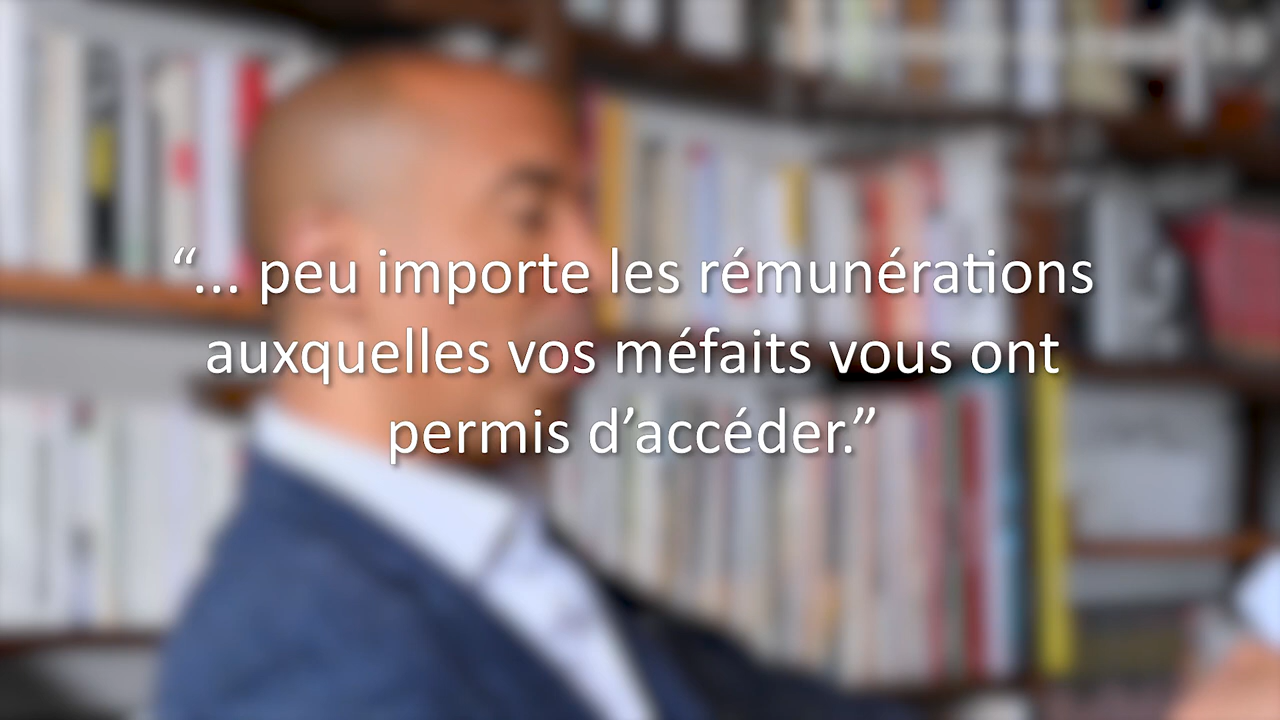 “... peu importe les rémunérations
auxquelles vos méfaits vous ont
permis d’accéder.”